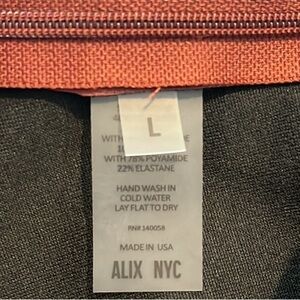 L
WITH
WITH 78% POYAMIDE
22% ELASTANE
HAND WASH IN
COLD WATER
LAY FLAT TO DRY
RN# 140058
MADE IN USA
ALIX NYC